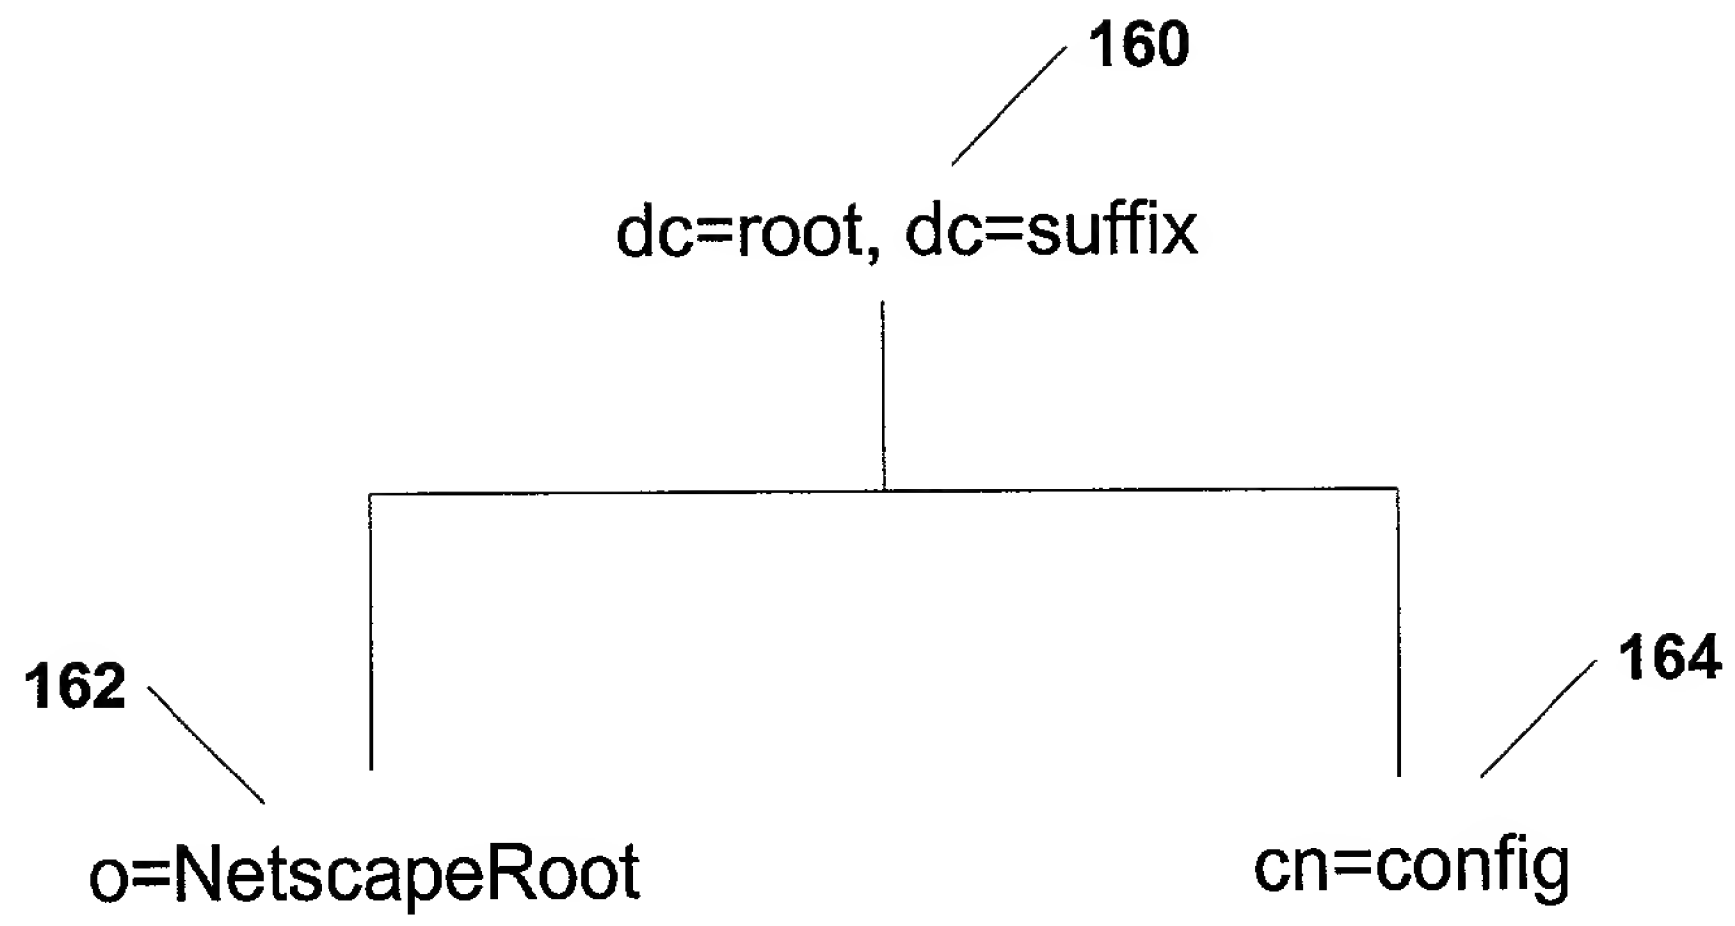 160
dc=root, dc=suffix
162
164
o=NetscapeRoot
cn=config